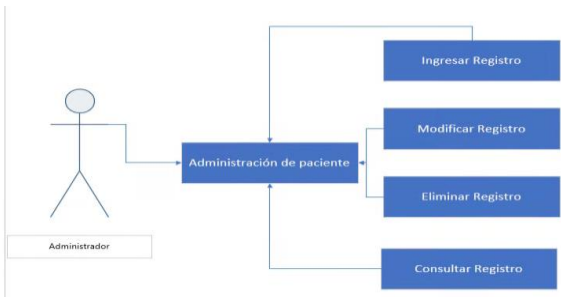 Ingresar Registro
Modificar Registro
Administración de paciente
Eliminar Registro
Administrador
Consultar Registro